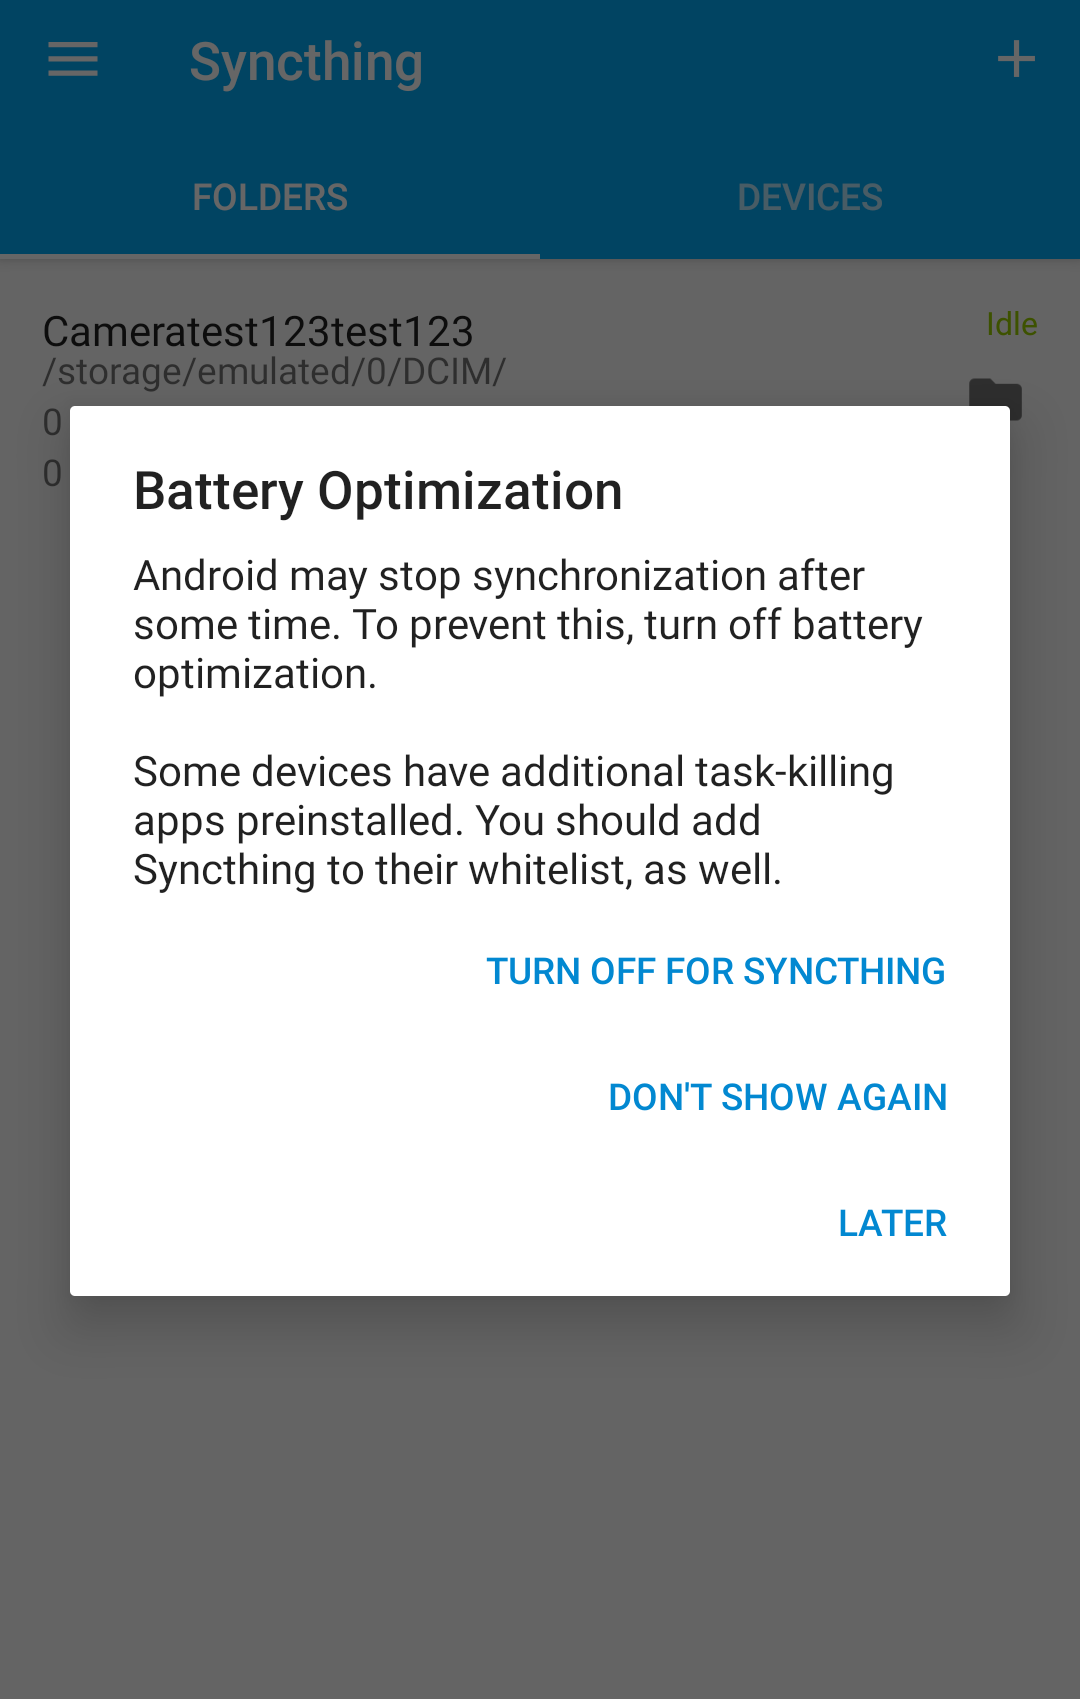 Syncthing
FOLDERS
DEVICES
Cameratest123test123
Idle
/storage/emulated/0/DCIM/
0
0
Battery Optimization
Android may stop synchronization after
some time. To prevent this, turn off battery
optimization.
Some devices have additional task-killing
apps preinstalled. You should add
Syncthing to their whitelist, as well.
TURN OFF FOR SYNCTHING
DON'T SHOW AGAIN
LATER